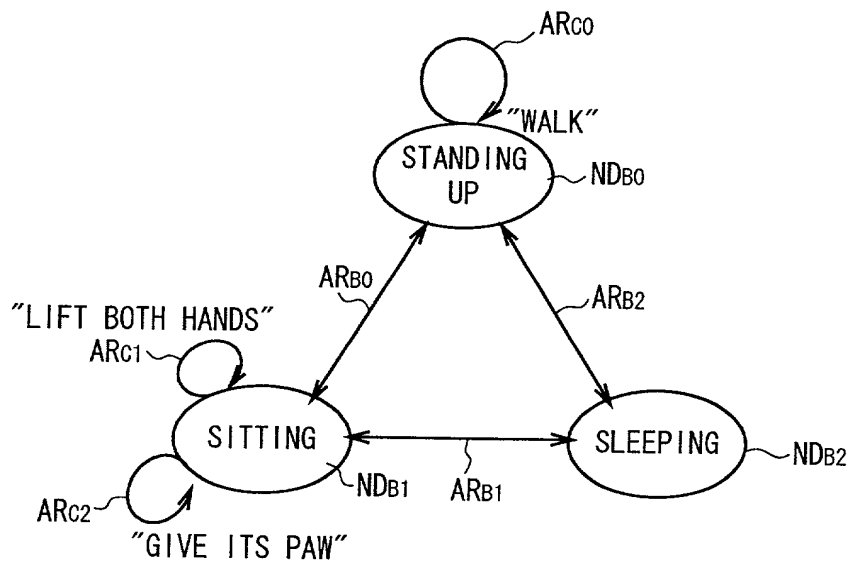 ARC0
"WALK"
STANDING
UP
NDB0
ARB0
ARB2
"LIFT BOTH HANDS"
ARC1
SITTING
SLEEPING
NDB1
ARB1
NDB2
ARC2
"GIVE ITS PAW"